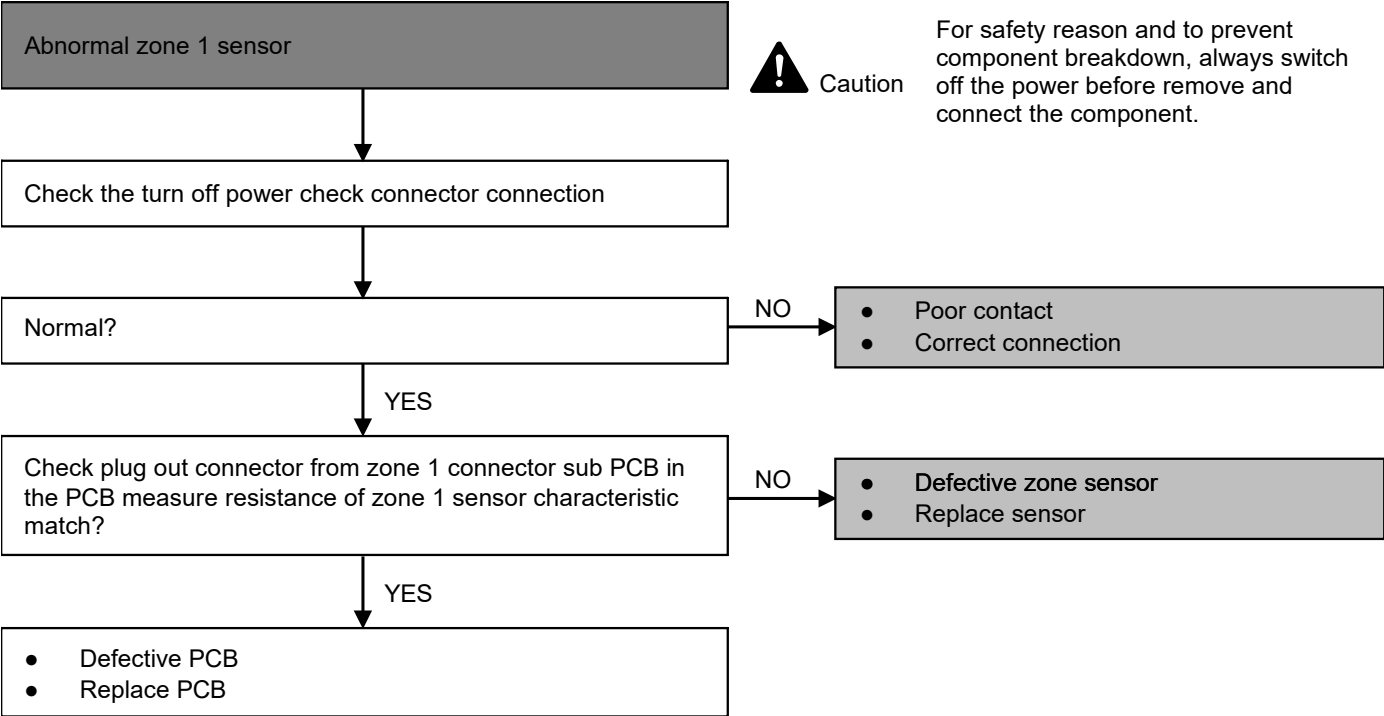 Abnormal zone 1 sensor
Caution
For safety reason and to prevent
component breakdown, always switch
off the power before remove and
connect the component.
Check the turn off power check connector connection
Normal?
NO
● Poor contact
● Correct connection
YES
Check plug out connector from zone 1 connector sub PCB in
the PCB measure resistance of zone 1 sensor characteristic
match?
NO
● Defective zone sensor
● Replace sensor
YES
● Defective PCB
● Replace PCB